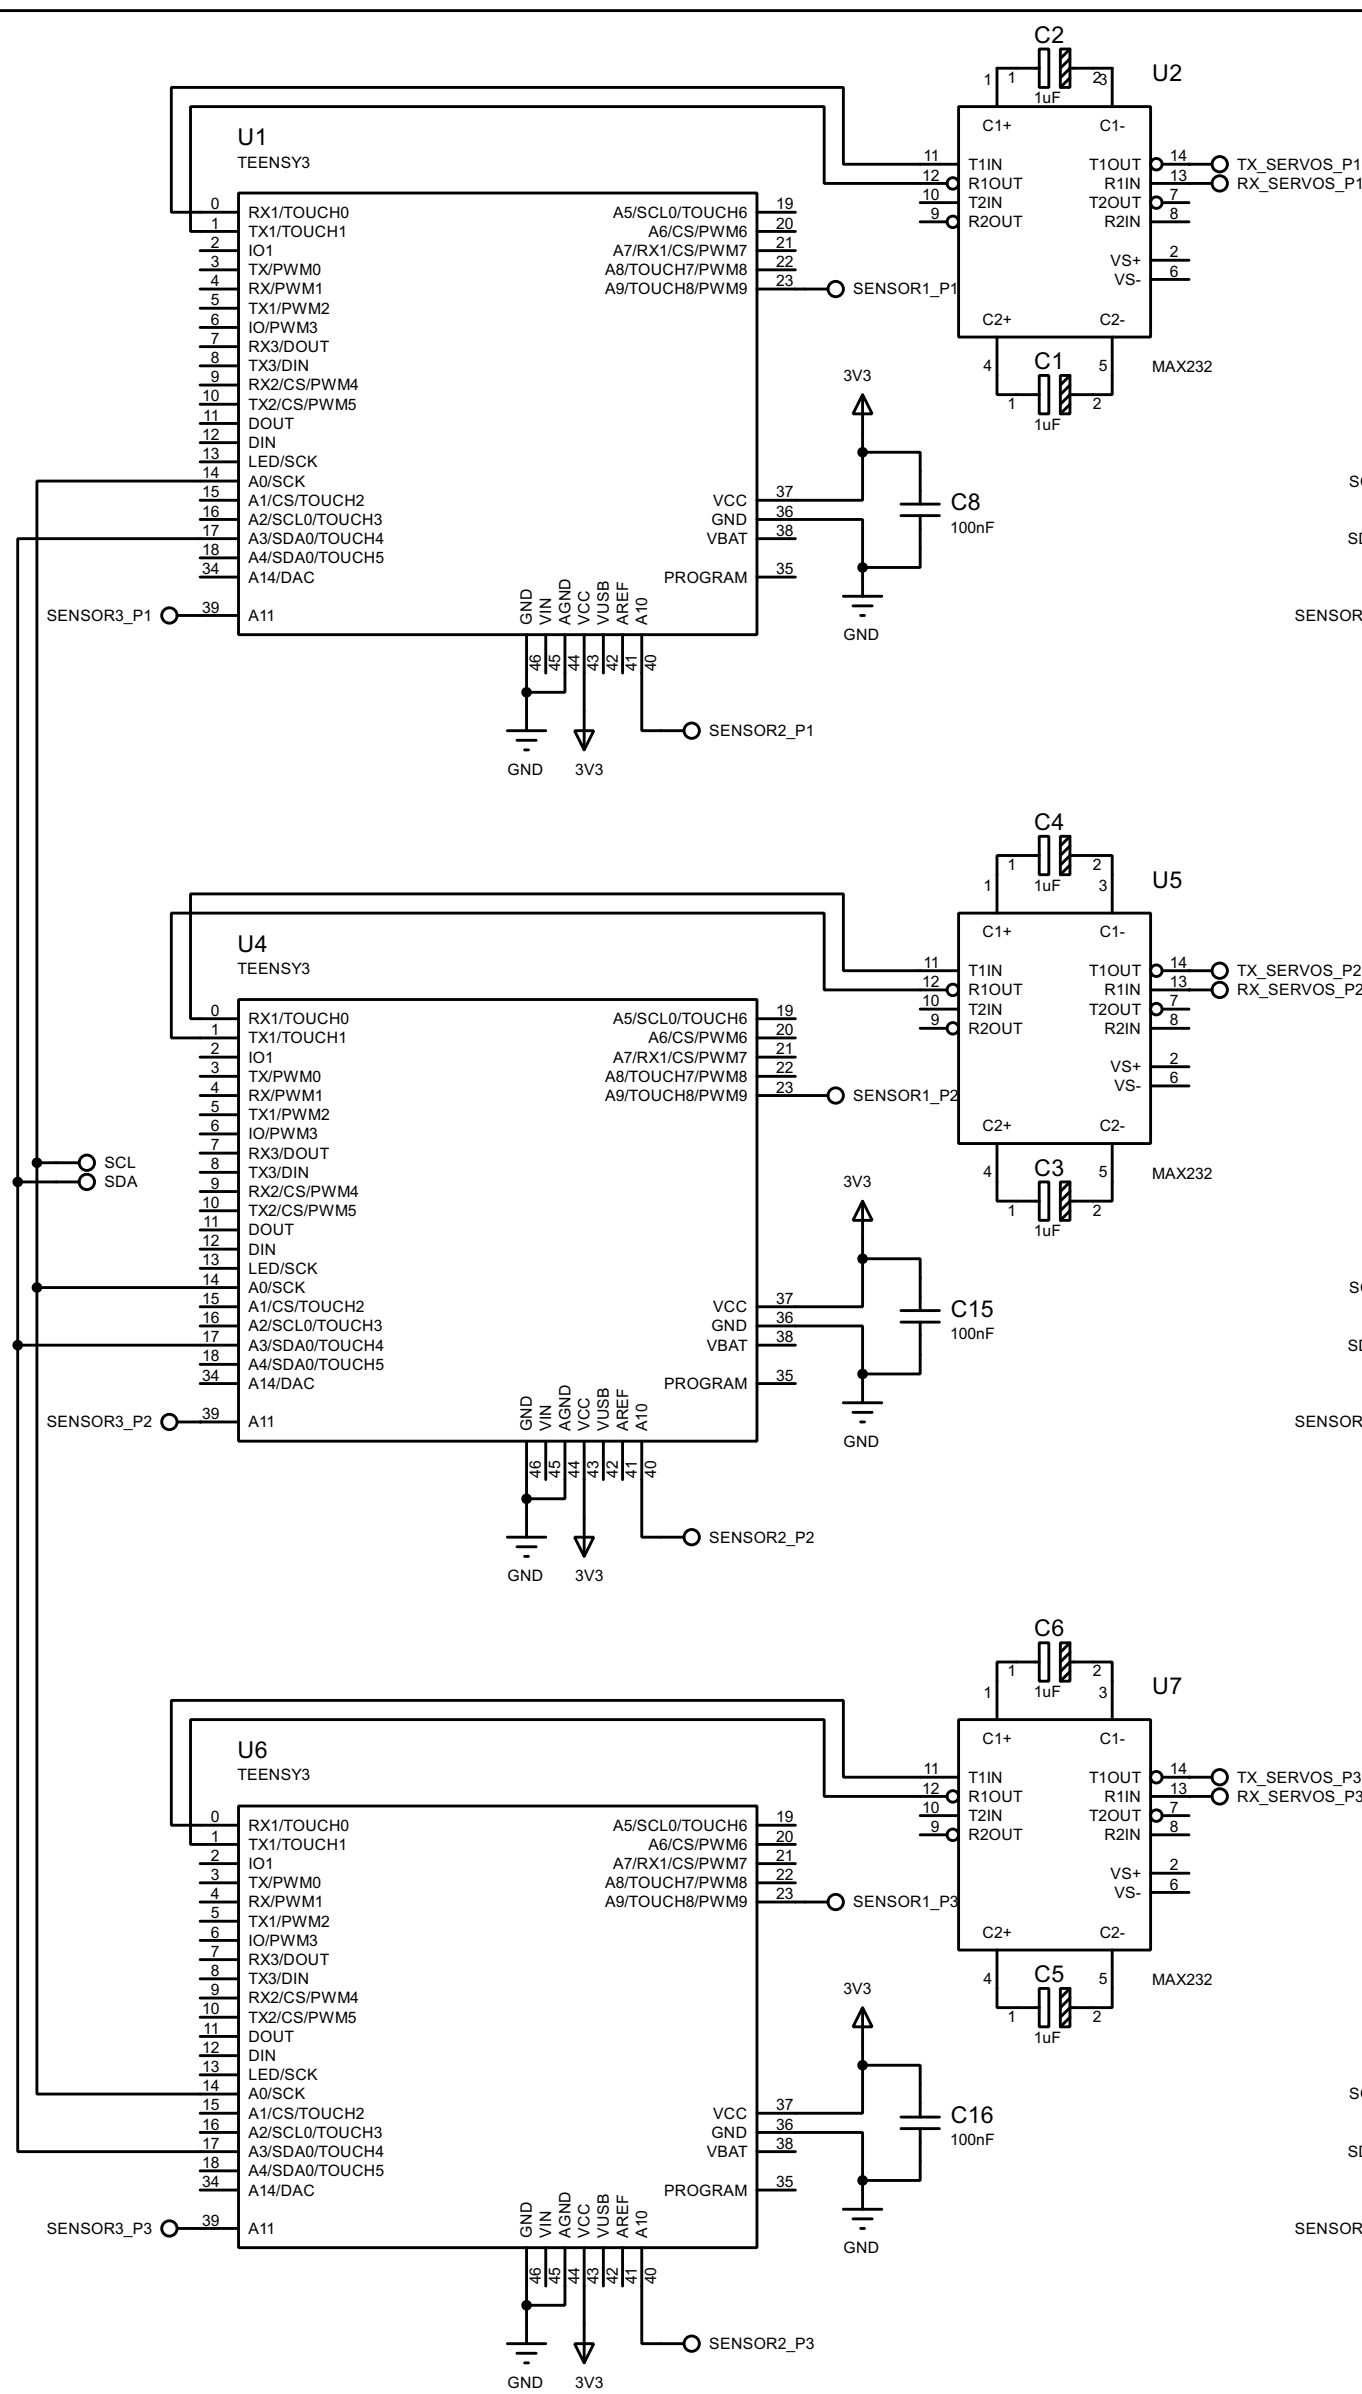 C2
1 1 2 3
1uF
U2
C1+ C1-
U1
TEENSY3
11 T1IN T1OUT 14 TX_SERVOS_P1
12 R1OUT R1IN 13 RX_SERVOS_P1
10 T2IN T2OUT 7
9 R2OUT R2IN 8
VS+ 2
VS- 6
C2+ C2-
4 C1 5
MAX232
1 2
1uF
0 RX1/TOUCH0 A5/SCL0/TOUCH6 19
1 TX1/TOUCH1 A6/CS/PWM6 20
2 IO1 A7/RX1/CS/PWM7 21
3 TX/PWM0 A8/TOUCH7/PWM8 22
4 RX/PWM1 A9/TOUCH8/PWM9 23 SENSOR1_P1
5 TX1/PWM2
6 IO/PWM3
7 RX3/DOUT
8 TX3/DIN
9 RX2/CS/PWM4
10 TX2/CS/PWM5
11 DOUT
12 DIN
13 LED/SCK
14 A0/SCK
15 A1/CS/TOUCH2 VCC 37
16 A2/SCL0/TOUCH3 GND 36
17 A3/SDA0/TOUCH4 VBAT 38
18 A4/SDA0/TOUCH5
34 A14/DAC PROGRAM 35
SENSOR3_P1 39 A11
3V3
C8
100nF
GND
GND VIN AGND VCC VUSB AREF A10
46 45 44 43 42 41 40
SENSOR2_P1
GND 3V3
SC
SD
SENSOR
C4
1 1 2 3
1uF
U5
C1+ C1-
U4
TEENSY3
11 T1IN T1OUT 14 TX_SERVOS_P2
12 R1OUT R1IN 13 RX_SERVOS_P2
10 T2IN T2OUT 7
9 R2OUT R2IN 8
VS+ 2
VS- 6
C2+ C2-
4 C3 5
MAX232
1 2
1uF
0 RX1/TOUCH0 A5/SCL0/TOUCH6 19
1 TX1/TOUCH1 A6/CS/PWM6 20
2 IO1 A7/RX1/CS/PWM7 21
3 TX/PWM0 A8/TOUCH7/PWM8 22
4 RX/PWM1 A9/TOUCH8/PWM9 23 SENSOR1_P2
5 TX1/PWM2
6 IO/PWM3
7 RX3/DOUT
SCL
8 TX3/DIN
SDA
9 RX2/CS/PWM4
10 TX2/CS/PWM5
11 DOUT
12 DIN
13 LED/SCK
14 A0/SCK
15 A1/CS/TOUCH2 VCC 37
16 A2/SCL0/TOUCH3 GND 36
17 A3/SDA0/TOUCH4 VBAT 38
18 A4/SDA0/TOUCH5
34 A14/DAC PROGRAM 35
SENSOR3_P2 39 A11
3V3
C15
100nF
GND
GND VIN AGND VCC VUSB AREF A10
46 45 44 43 42 41 40
SENSOR2_P2
GND 3V3
SC
SD
SENSOR
C6
1 1 2 3
1uF
U7
C1+ C1-
U6
TEENSY3
11 T1IN T1OUT 14 TX_SERVOS_P3
12 R1OUT R1IN 13 RX_SERVOS_P3
10 T2IN T2OUT 7
9 R2OUT R2IN 8
VS+ 2
VS- 6
C2+ C2-
4 C5 5
MAX232
1 2
1uF
0 RX1/TOUCH0 A5/SCL0/TOUCH6 19
1 TX1/TOUCH1 A6/CS/PWM6 20
2 IO1 A7/RX1/CS/PWM7 21
3 TX/PWM0 A8/TOUCH7/PWM8 22
4 RX/PWM1 A9/TOUCH8/PWM9 23 SENSOR1_P3
5 TX1/PWM2
6 IO/PWM3
7 RX3/DOUT
8 TX3/DIN
9 RX2/CS/PWM4
10 TX2/CS/PWM5
11 DOUT
12 DIN
13 LED/SCK
14 A0/SCK
15 A1/CS/TOUCH2 VCC 37
16 A2/SCL0/TOUCH3 GND 36
17 A3/SDA0/TOUCH4 VBAT 38
18 A4/SDA0/TOUCH5
34 A14/DAC PROGRAM 35
SENSOR3_P3 39 A11
3V3
C16
100nF
GND
GND VIN AGND VCC VUSB AREF A10
46 45 44 43 42 41 40
SENSOR2_P3
GND 3V3
SC
SD
SENSOR